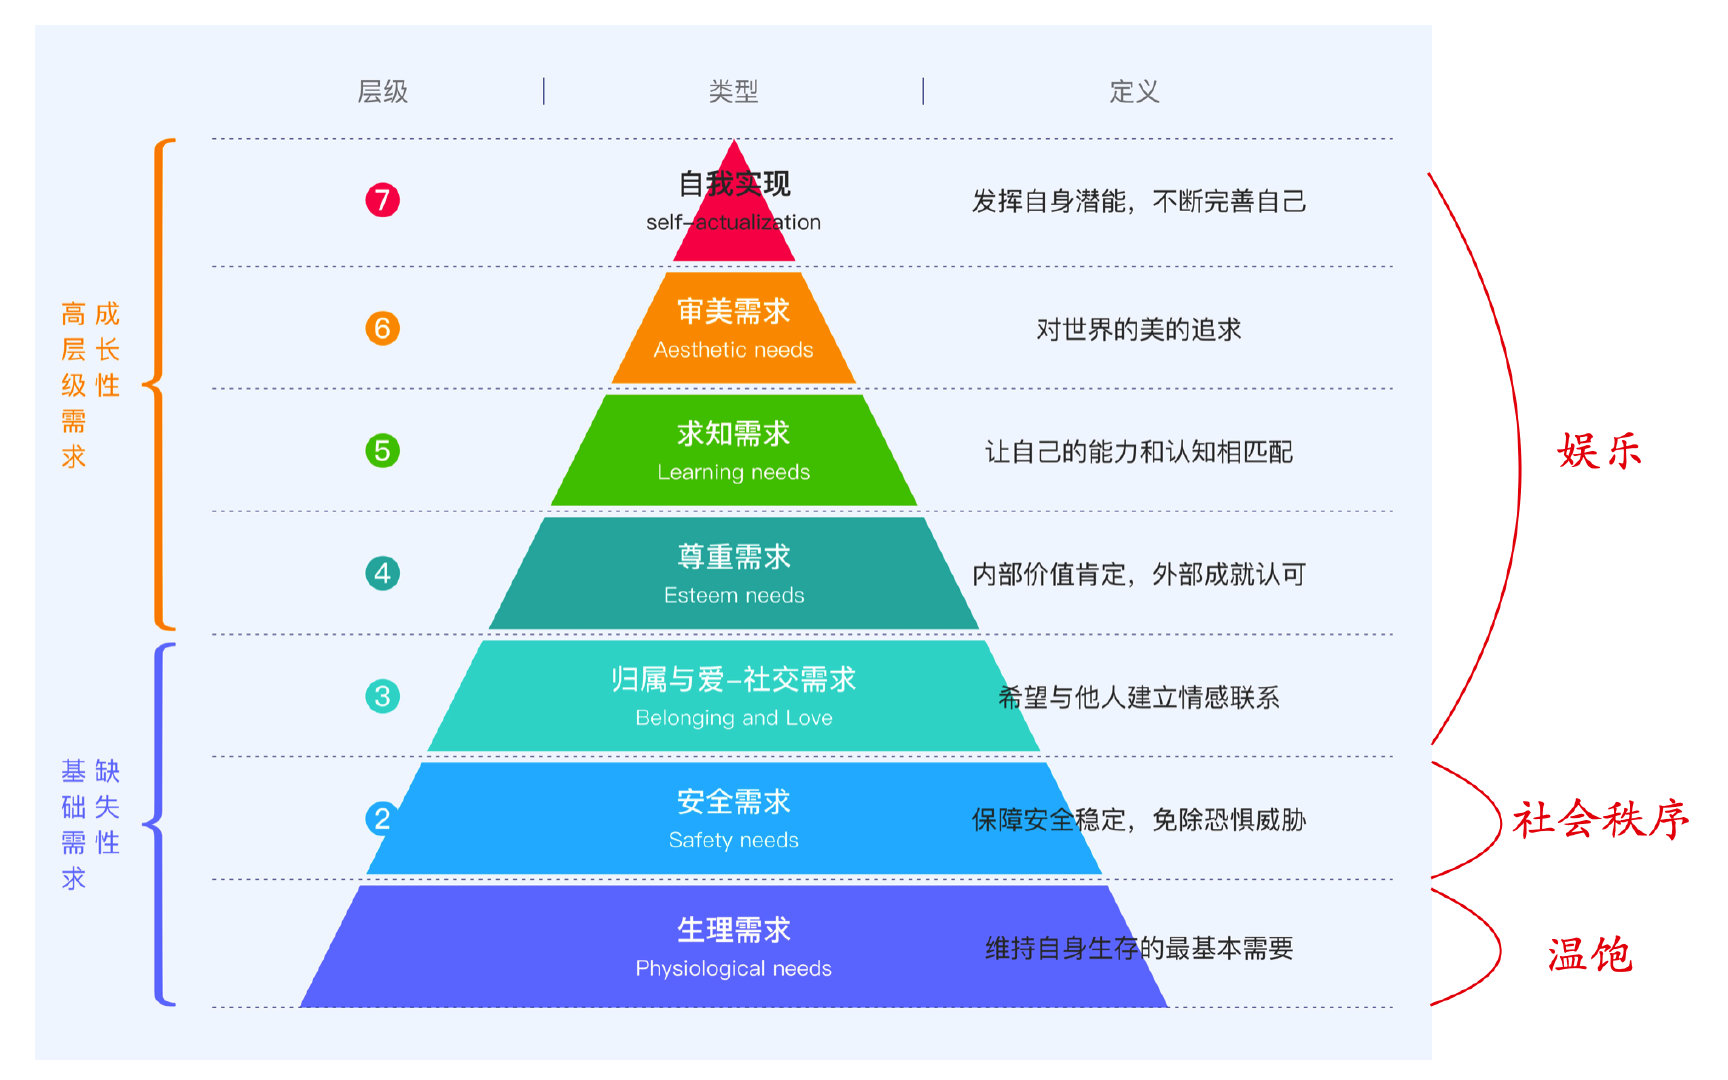 层级 | 类型 | 定义
7 自我实现 发挥自身潜能，不断完善自己
self-actualization
6 审美需求 对世界的美的追求
Aesthetic needs
5 求知需求 让自己的能力和认知相匹配
Learning needs
4 尊重需求 内部价值肯定，外部成就认可
Esteem needs
3 归属与爱-社交需求 希望与他人建立情感联系
Belonging and Love
2 安全需求 保障安全稳定，免除恐惧威胁
Safety needs
生理需求 维持自身生存的最基本需要
Physiological needs
成长性
高层级需求
缺失性
基础需求
娱乐
社会秩序
温饱